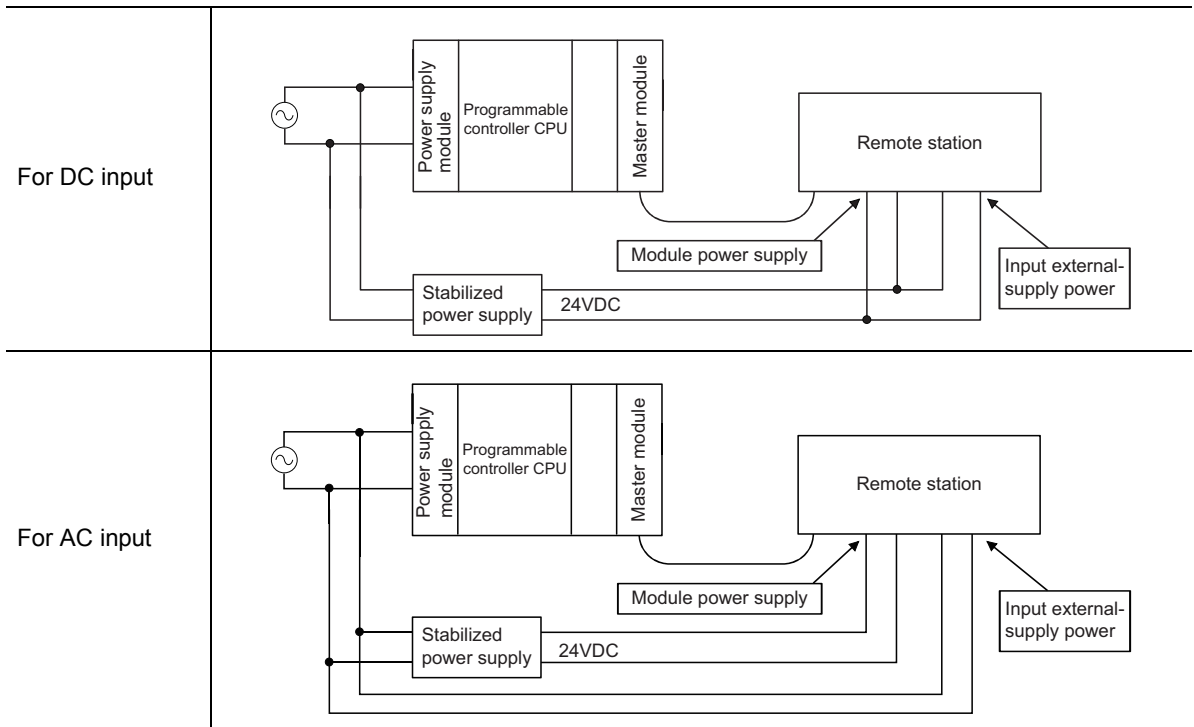 For DC input
Power supply
module
Programmable
controller CPU
Master module
Remote station
Module power supply
Input external-
supply power
Stabilized
power supply
24VDC
For AC input
Power supply
module
Programmable
controller CPU
Master module
Remote station
Module power supply
Input external-
supply power
Stabilized
power supply
24VDC